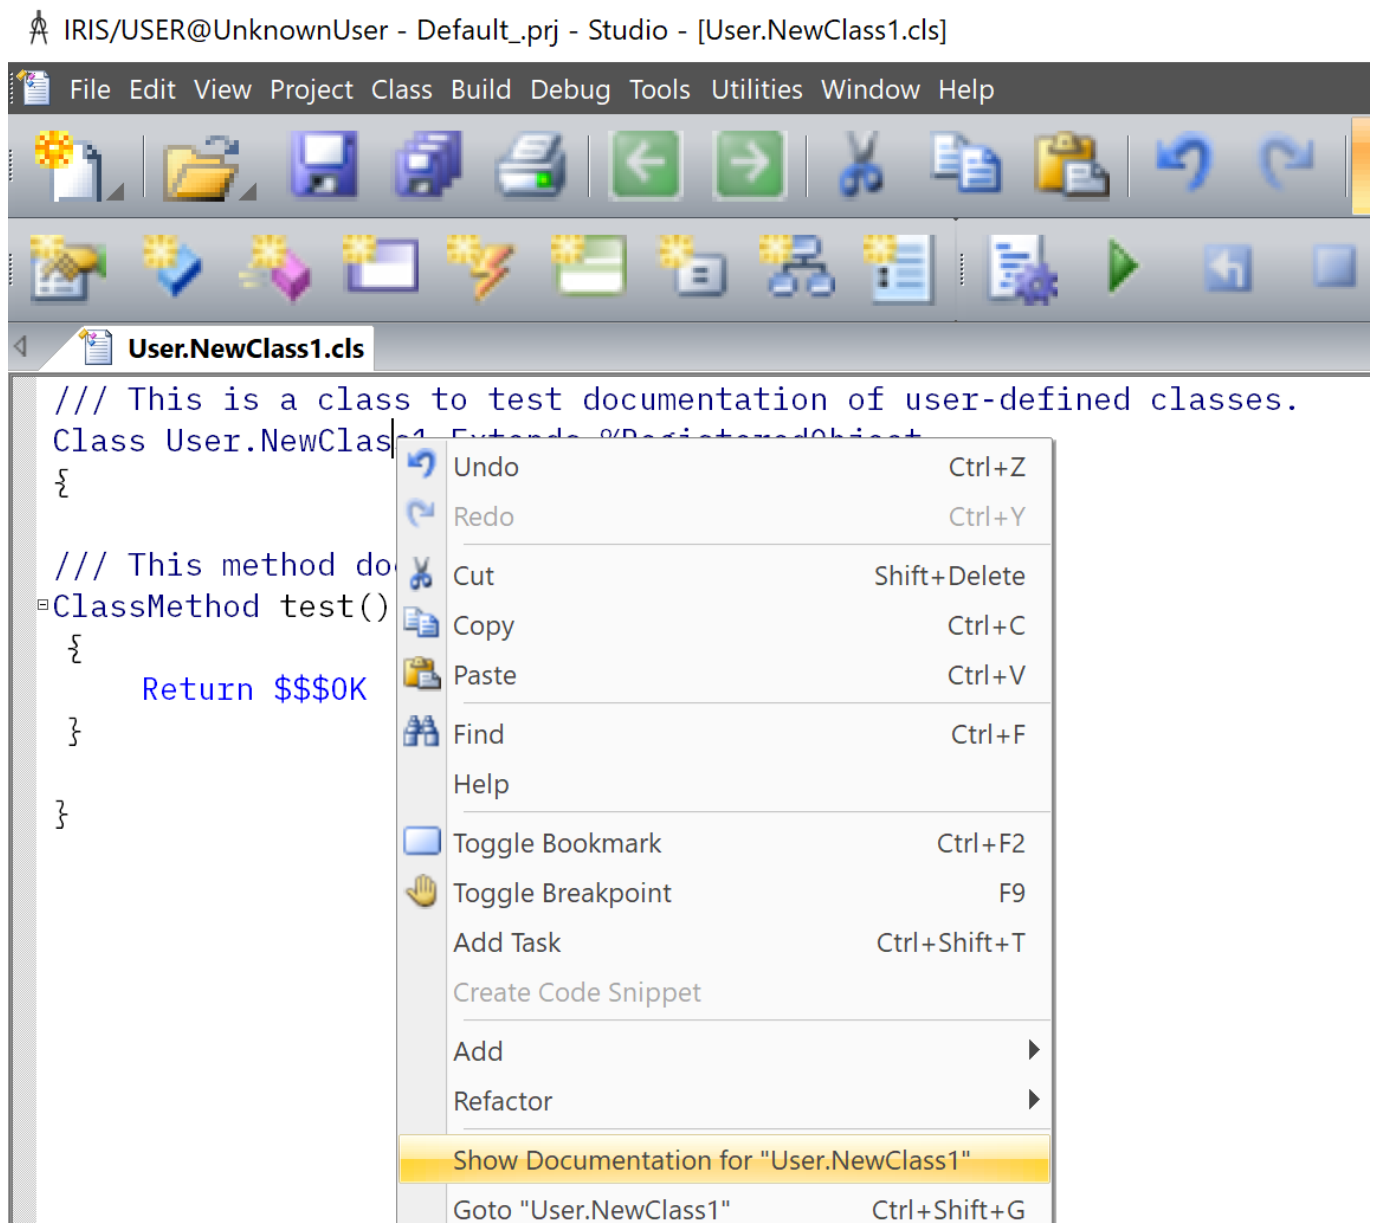 IRIS/USER@UnknownUser - Default_.prj - Studio - [User.NewClass1.cls]
File Edit View Project Class Build Debug Tools Utilities Window Help
User.NewClass1.cls
/// This is a class to test documentation of user-defined classes.
Class User.NewClass1 Extends %RegisteredObject
{
/// This method do
ClassMethod test()
{
Return $$$OK
}
}
Undo Ctrl+Z
Redo Ctrl+Y
Cut Shift+Delete
Copy Ctrl+C
Paste Ctrl+V
Find Ctrl+F
Help
Toggle Bookmark Ctrl+F2
Toggle Breakpoint F9
Add Task Ctrl+Shift+T
Create Code Snippet
Add
Refactor
Show Documentation for "User.NewClass1"
Goto "User.NewClass1" Ctrl+Shift+G